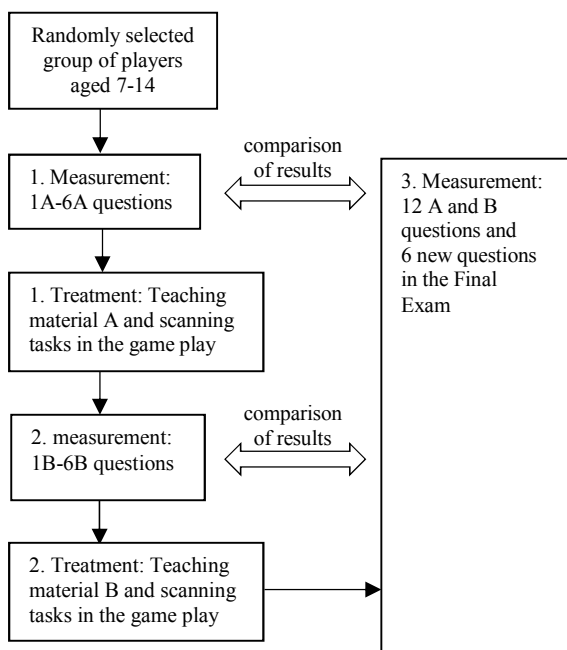 Randomly selected
group of players
aged 7-14
comparison
of results
1. Measurement:
1A-6A questions
3. Measurement:
12 A and B
questions and
6 new questions
in the Final
Exam
1. Treatment: Teaching
material A and scanning
tasks in the game play
comparison
of results
2. measurement:
1B-6B questions
2. Treatment: Teaching
material B and scanning
tasks in the game play